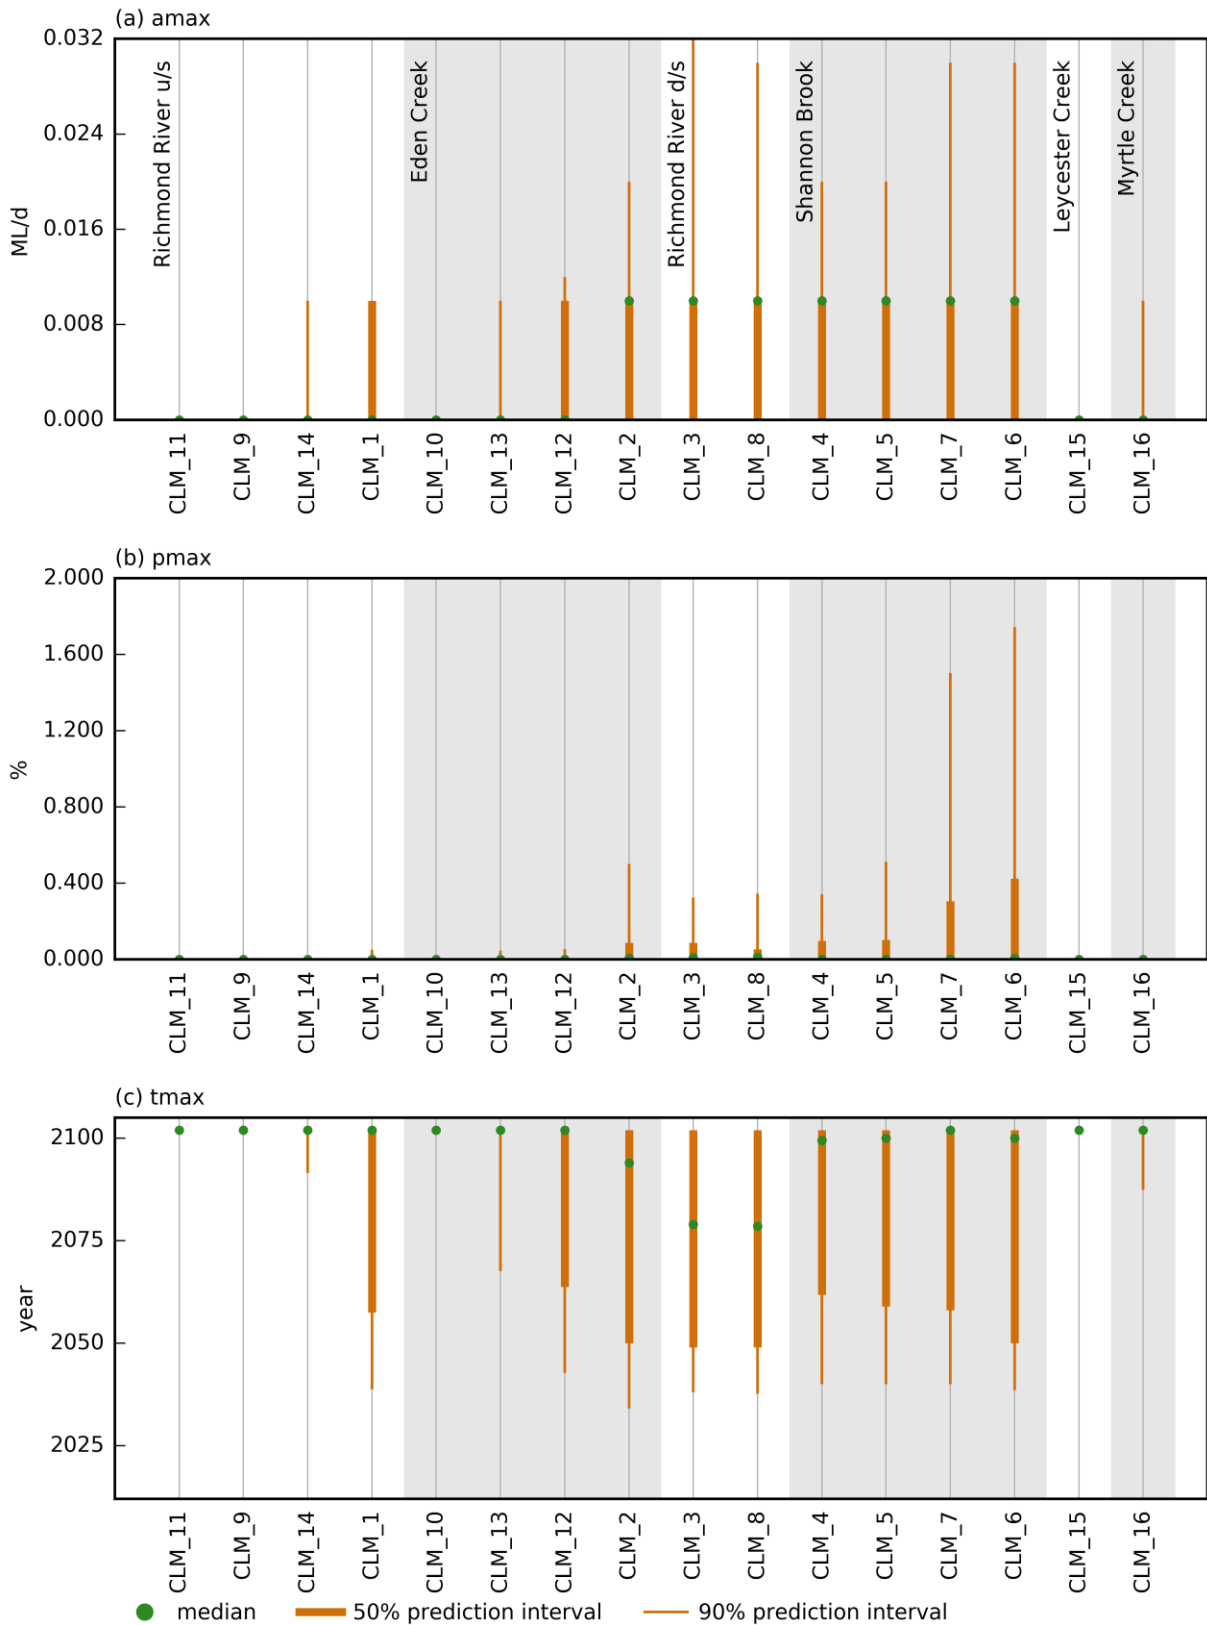 (a) amax
0.032
0.024
0.016
0.008
0.000
ML/d
Richmond River u/s
Eden Creek
Richmond River d/s
Shannon Brook
Leycester Creek
Myrtle Creek
CLM_11
CLM_9
CLM_14
CLM_1
CLM_10
CLM_13
CLM_12
CLM_2
CLM_3
CLM_8
CLM_4
CLM_5
CLM_7
CLM_6
CLM_15
CLM_16
(b) pmax
2.000
1.600
1.200
0.800
0.400
0.000
%
CLM_11
CLM_9
CLM_14
CLM_1
CLM_10
CLM_13
CLM_12
CLM_2
CLM_3
CLM_8
CLM_4
CLM_5
CLM_7
CLM_6
CLM_15
CLM_16
(c) tmax
2100
2075
2050
2025
year
CLM_11
CLM_9
CLM_14
CLM_1
CLM_10
CLM_13
CLM_12
CLM_2
CLM_3
CLM_8
CLM_4
CLM_5
CLM_7
CLM_6
CLM_15
CLM_16
median
50% prediction interval
90% prediction interval